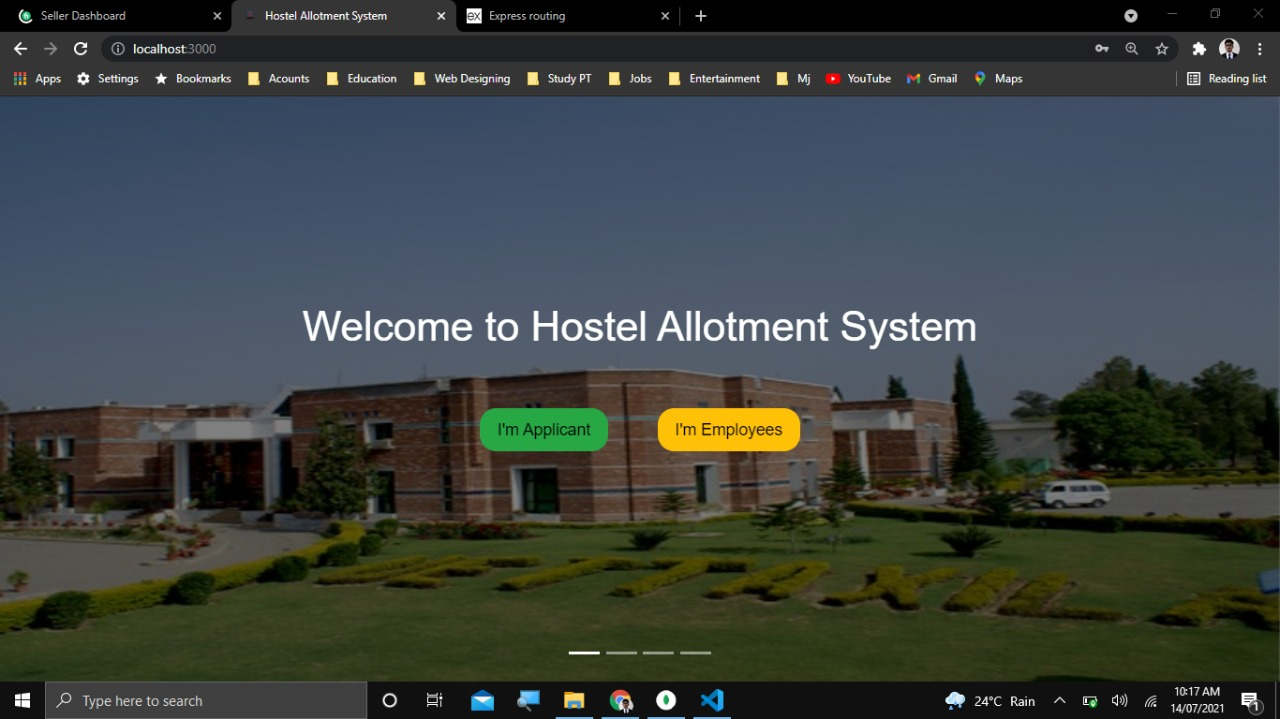 Seller Dashboard
Hostel Allotment System
ex Express routing
localhost:3000
Apps Settings Bookmarks Acounts Education Web Designing Study PT Jobs Entertainment Mj YouTube Gmail Maps Reading list
Welcome to Hostel Allotment System
I'm Applicant I'm Employees
Type here to search
24°C Rain
10:17 AM
14/07/2021
1